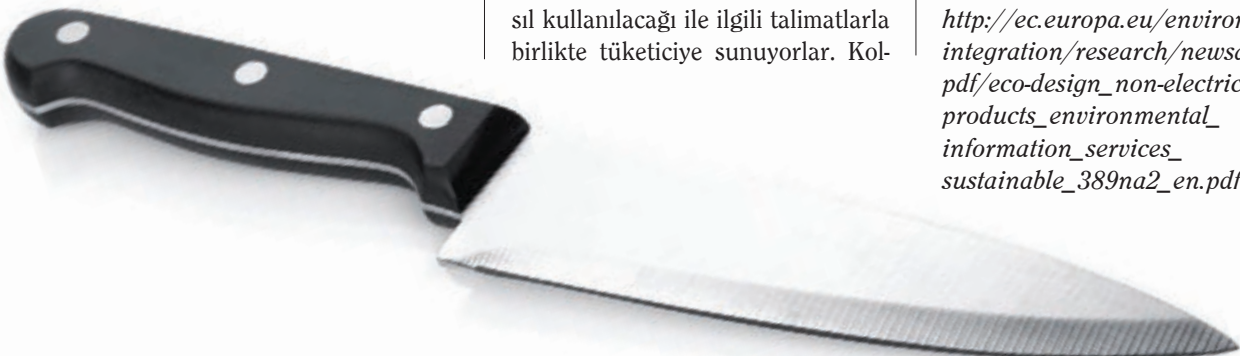 sıl kullanılacağı ile ilgili talimatlarla
birlikte tüketiciye sunuyorlar. Kol-
http://ec.europa.eu/environ
integration/research/newsa
pdf/eco-design_non-electric
products_environmental_
information_services_
sustainable_389na2_en.pdf